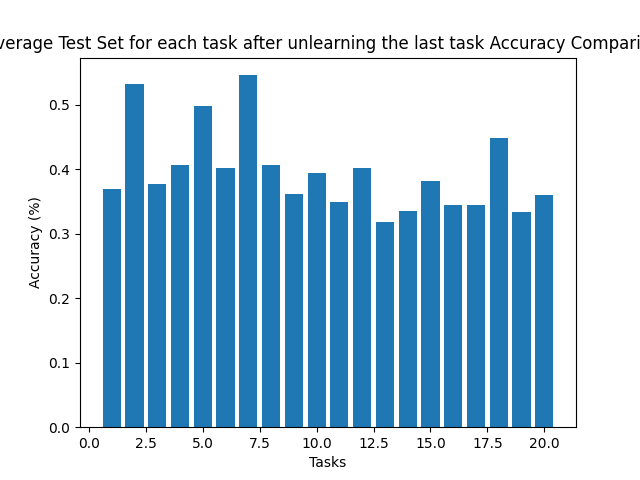 verage Test Set for each task after unlearning the last task Accuracy Compari
0.5
0.4
0.3
0.2
0.1
0.0
Accuracy (%)
0.0 2.5 5.0 7.5 10.0 12.5 15.0 17.5 20.0
Tasks